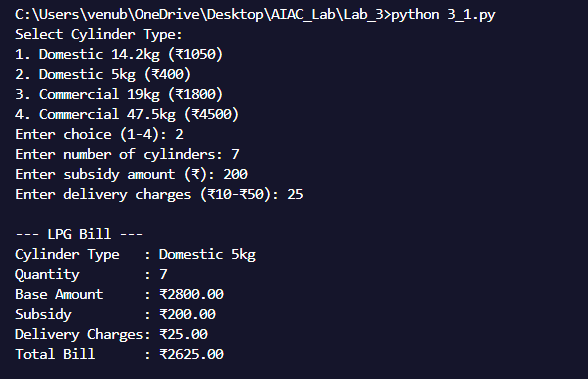 C:\Users\venub\OneDrive\Desktop\AIAC_Lab\Lab_3>python 3_1.py
Select Cylinder Type:
1. Domestic 14.2kg (₹1050)
2. Domestic 5kg (₹400)
3. Commercial 19kg (₹1800)
4. Commercial 47.5kg (₹4500)
Enter choice (1-4): 2
Enter number of cylinders: 7
Enter subsidy amount (₹): 200
Enter delivery charges (₹10-₹50): 25

--- LPG Bill ---
Cylinder Type   : Domestic 5kg
Quantity        : 7
Base Amount     : ₹2800.00
Subsidy         : ₹200.00
Delivery Charges: ₹25.00
Total Bill      : ₹2625.00